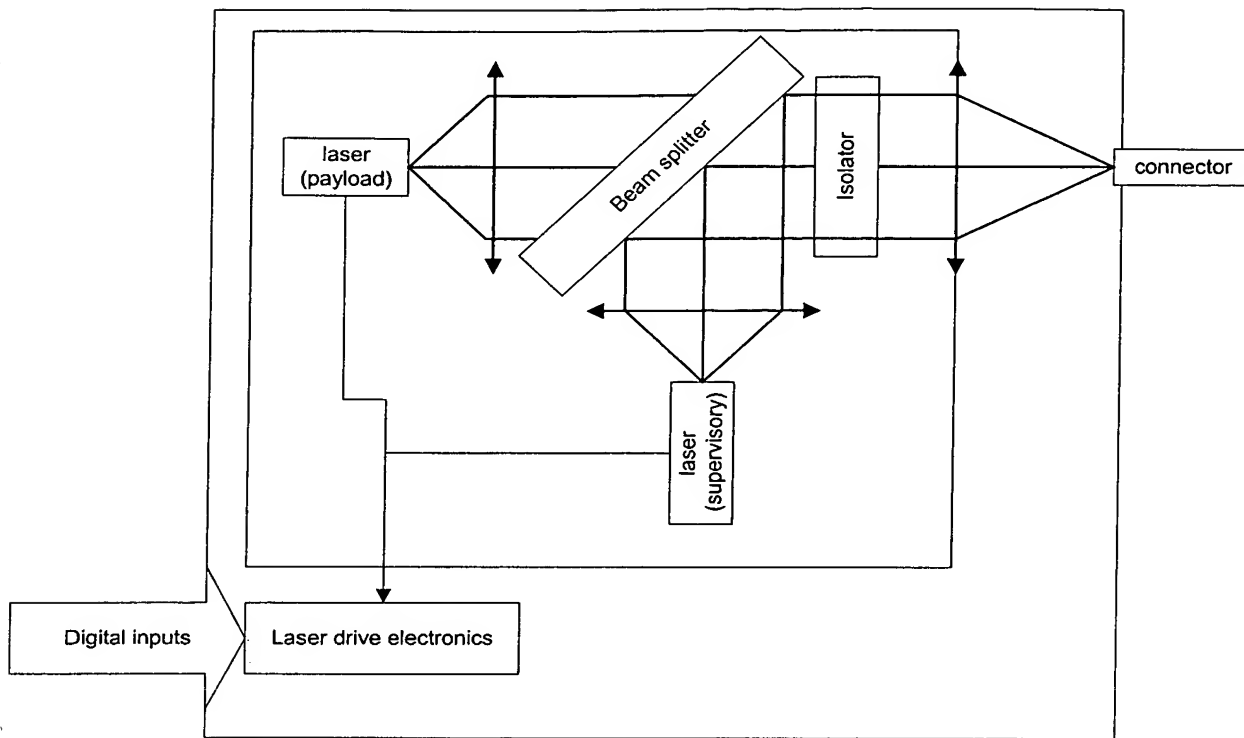 laser
(payload)
Beam splitter
Isolator
connector
laser
(supervisory)
Digital inputs
Laser drive electronics